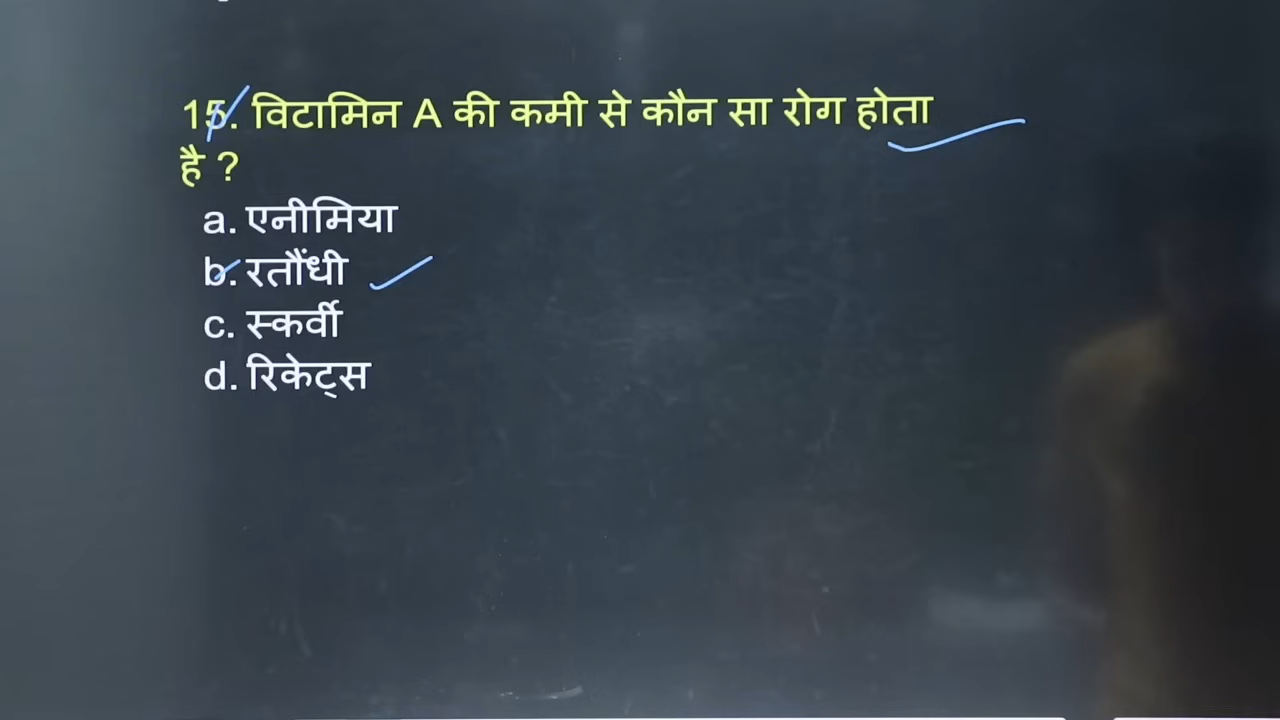 15. विटामिन A की कमी से कौन सा रोग होता
है ?
a. एनीमिया
b. रतौंधी
c. स्कर्वी
d. रिकेट्स